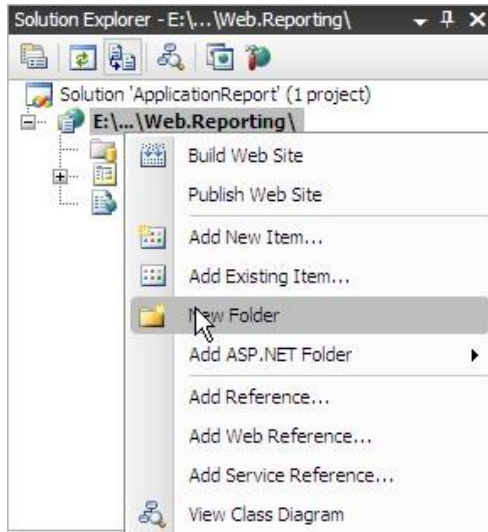 Solution Explorer - E:\...\Web.Reporting\
Solution 'ApplicationReport' (1 project)
E:\...\Web.Reporting\
Build Web Site
Publish Web Site
Add New Item...
Add Existing Item...
New Folder
Add ASP.NET Folder
Add Reference...
Add Web Reference...
Add Service Reference...
View Class Diagram